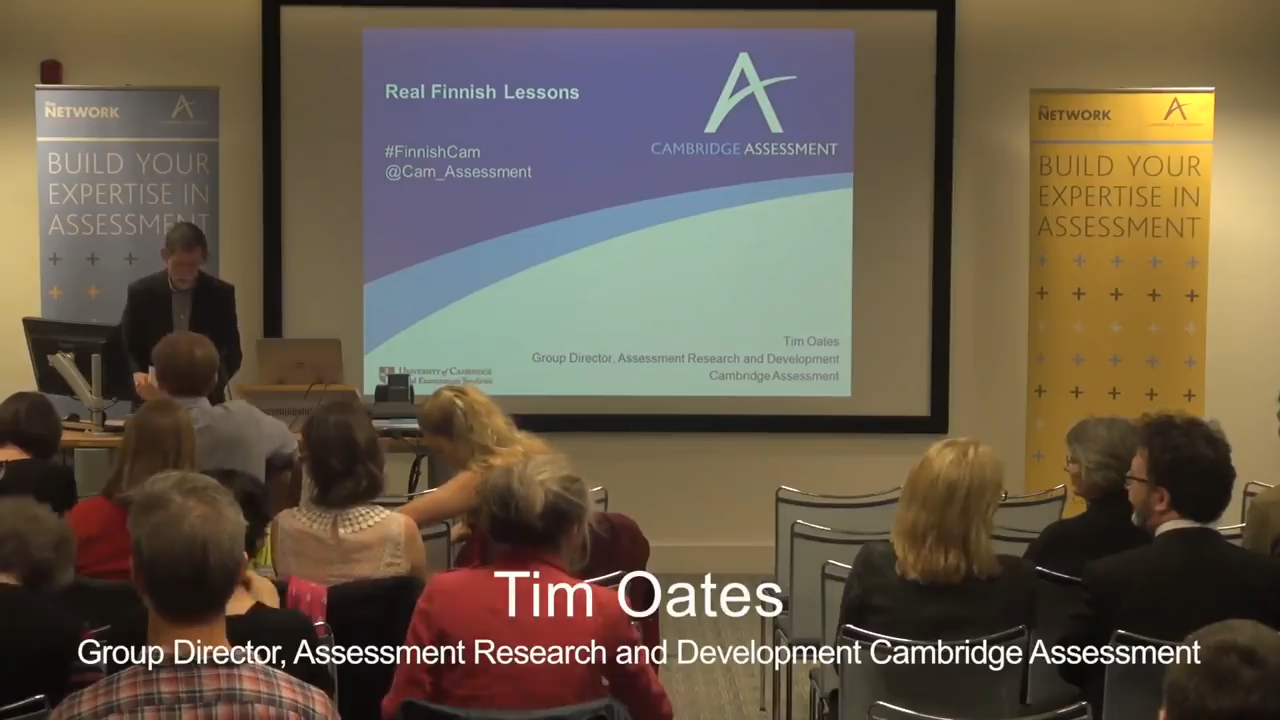 the NETWORK
BUILD YOUR
EXPERTISE IN
ASSESSMENT
Real Finnish Lessons
#FinnishCam
@Cam_Assessment
CAMBRIDGE ASSESSMENT
Tim Oates
Group Director, Assessment Research and Development
Cambridge Assessment
UNIVERSITY of CAMBRIDGE
the NETWORK
BUILD YOUR
EXPERTISE IN
ASSESSMENT
Tim Oates
Group Director, Assessment Research and Development Cambridge Assessment